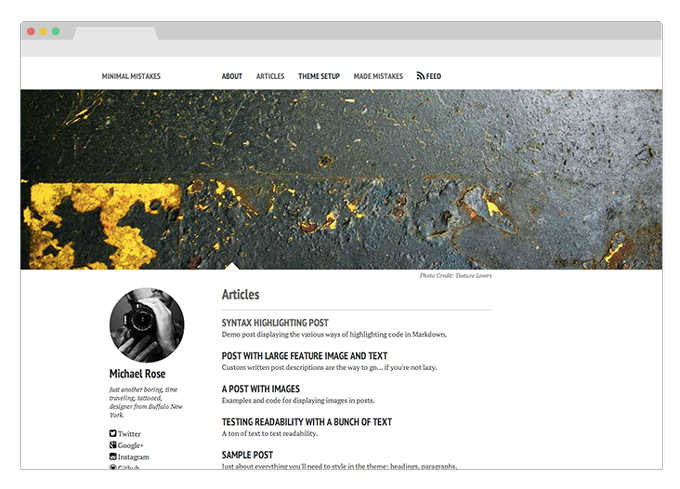 MINIMAL MISTAKES ABOUT ARTICLES THEME SETUP MADE MISTAKES FEED
Photo Credit: Texture Lovers
Michael Rose
Just another boring, time
traveling, tattooed,
designer from Buffalo New
York.
Twitter
Google+
Instagram
Github
Articles
SYNTAX HIGHLIGHTING POST
Demo post displaying the various ways of highlighting code in Markdown.
POST WITH LARGE FEATURE IMAGE AND TEXT
Custom written post descriptions are the way to go... if you're not lazy.
A POST WITH IMAGES
Examples and code for displaying images in posts.
TESTING READABILITY WITH A BUNCH OF TEXT
A ton of text to test readability.
SAMPLE POST
Just about everything you'll need to style in the theme: headings, paragraphs,